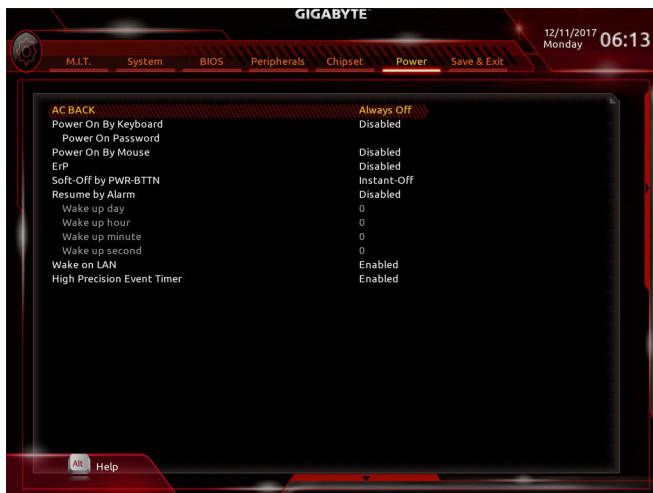 GIGABYTE™
12/11/2017
Monday
06:13
M.I.T. System BIOS Peripherals Chipset Power Save & Exit
AC BACK Always Off
Power On By Keyboard Disabled
Power On Password
Power On By Mouse Disabled
ErP Disabled
Soft-Off by PWR-BTTN Instant-Off
Resume by Alarm Disabled
Wake up day 0
Wake up hour 0
Wake up minute 0
Wake up second 0
Wake on LAN Enabled
High Precision Event Timer Enabled
Alt Help